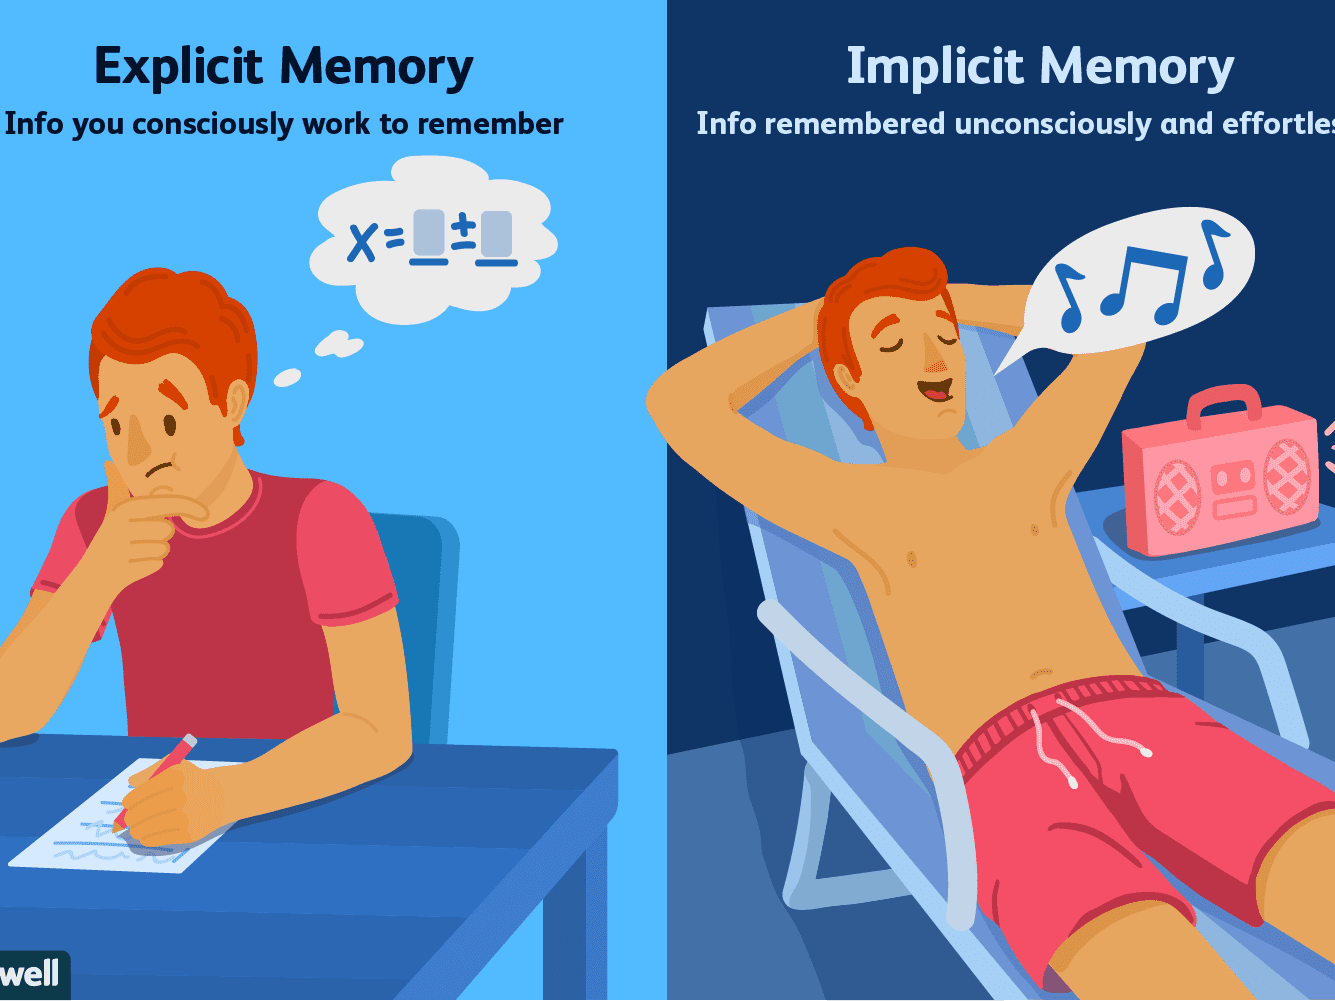 Explicit Memory
Info you consciously work to remember
x = ±
Implicit Memory
Info remembered unconsciously and effortles
well